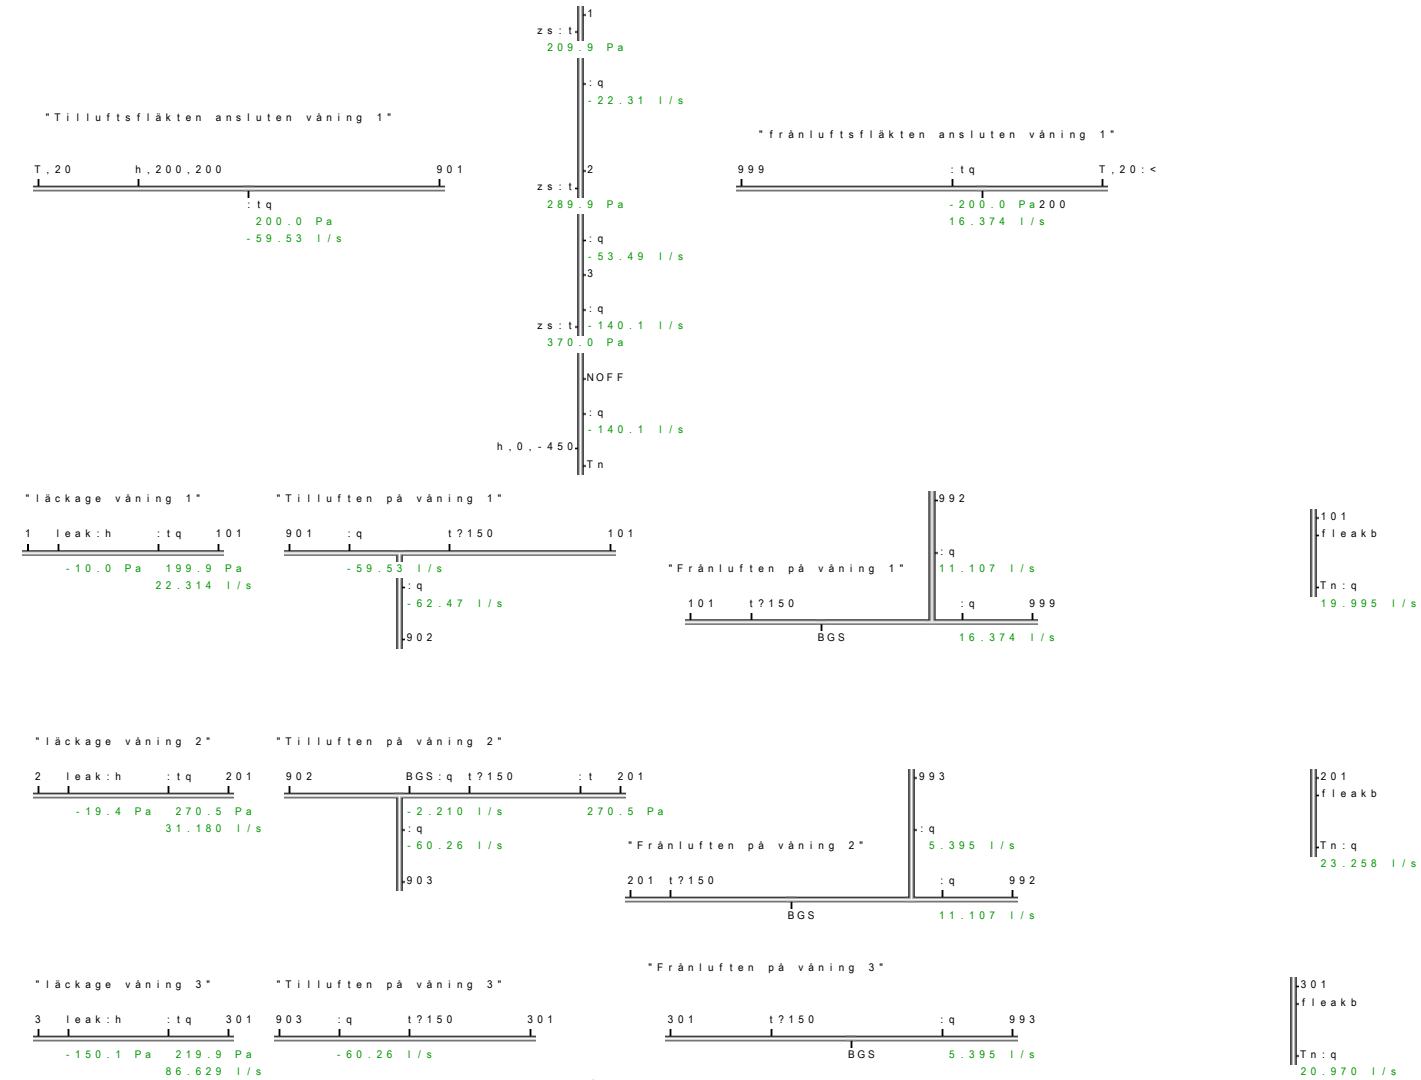 1
zs:t
209.9 Pa
:q
-22.31 l/s
"Tilluftsfläkten ansluten våning 1"
"frånluftsfläkten ansluten våning 1"
T,20 h,200,200 901
2
999 :tq T,20:<
zs:t
:tq
289.9 Pa
-200.0 Pa 200
200.0 Pa
16.374 l/s
-59.53 l/s
:q
-53.49 l/s
3
:q
zs:t -140.1 l/s
370.0 Pa
NOFF
:q
-140.1 l/s
h,0,-450
Tn
"läckage våning 1" "Tilluften på våning 1"
992
101
1 leak:h :tq 101
901 :q t?150 101
fleakb
:q
-10.0 Pa 199.9 Pa
-59.53 l/s
"Frånluften på våning 1"
11.107 l/s
22.314 l/s
:q
Tn:q
-62.47 l/s
101 t?150 :q 999
19.995 l/s
902
BGS
16.374 l/s
"läckage våning 2" "Tilluften på våning 2"
2 leak:h :tq 201
902 BGS:q t?150 :t 201
993
201
fleakb
-19.4 Pa 270.5 Pa
-2.210 l/s 270.5 Pa
31.180 l/s
:q
:q
-60.26 l/s
"Frånluften på våning 2"
5.395 l/s
Tn:q
23.258 l/s
903
201 t?150 :q 992
BGS
11.107 l/s
"Frånluften på våning 3"
"läckage våning 3" "Tilluften på våning 3"
301
fleakb
3 leak:h :tq 301
903 :q t?150 301
301 t?150 :q 993
-150.1 Pa 219.9 Pa
-60.26 l/s
BGS
5.395 l/s
Tn:q
86.629 l/s
20.970 l/s